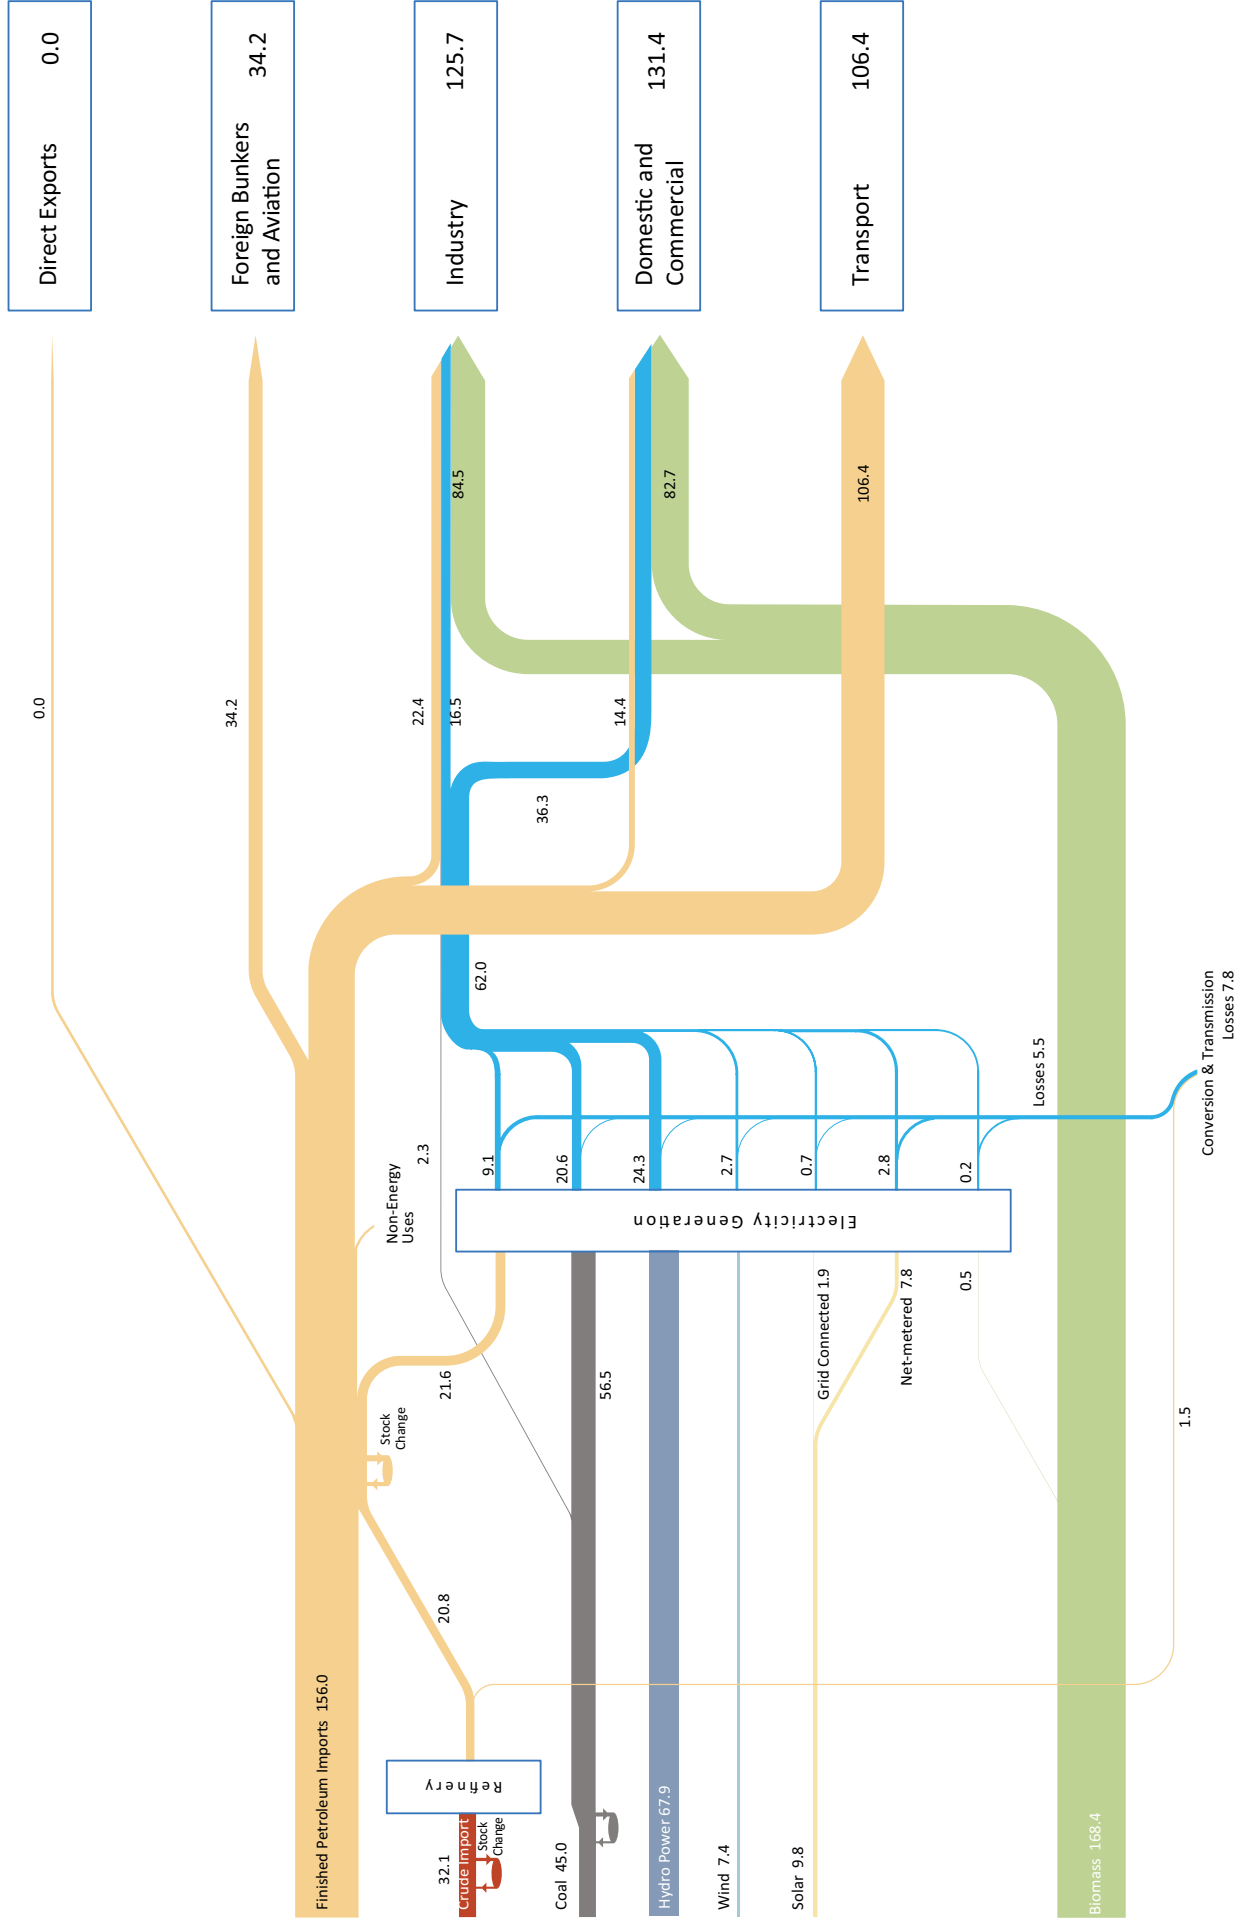 Direct Exports 0.0
Foreign Bunkers
and Aviation
34.2
Industry 125.7
Domestic and
Commercial
131.4
Transport 106.4
0.0
34.2
22.4
16.5
84.5
14.4
82.7
36.3
106.4
62.0
Finished Petroleum Imports 156.0
Non-Energy
Uses
2.3
Stock
Change
21.6
20.8
Refinery
32.1
Crude Import
Stock
Change
Coal 45.0
56.5
Hydro Power 67.9
Wind 7.4
Solar 9.8
Grid Connected 1.9
Net-metered 7.8
0.5
Biomass 168.4
Electricity Generation
9.1
20.6
24.3
2.7
0.7
2.8
0.2
Losses 5.5
1.5
Conversion & Transmission
Losses 7.8